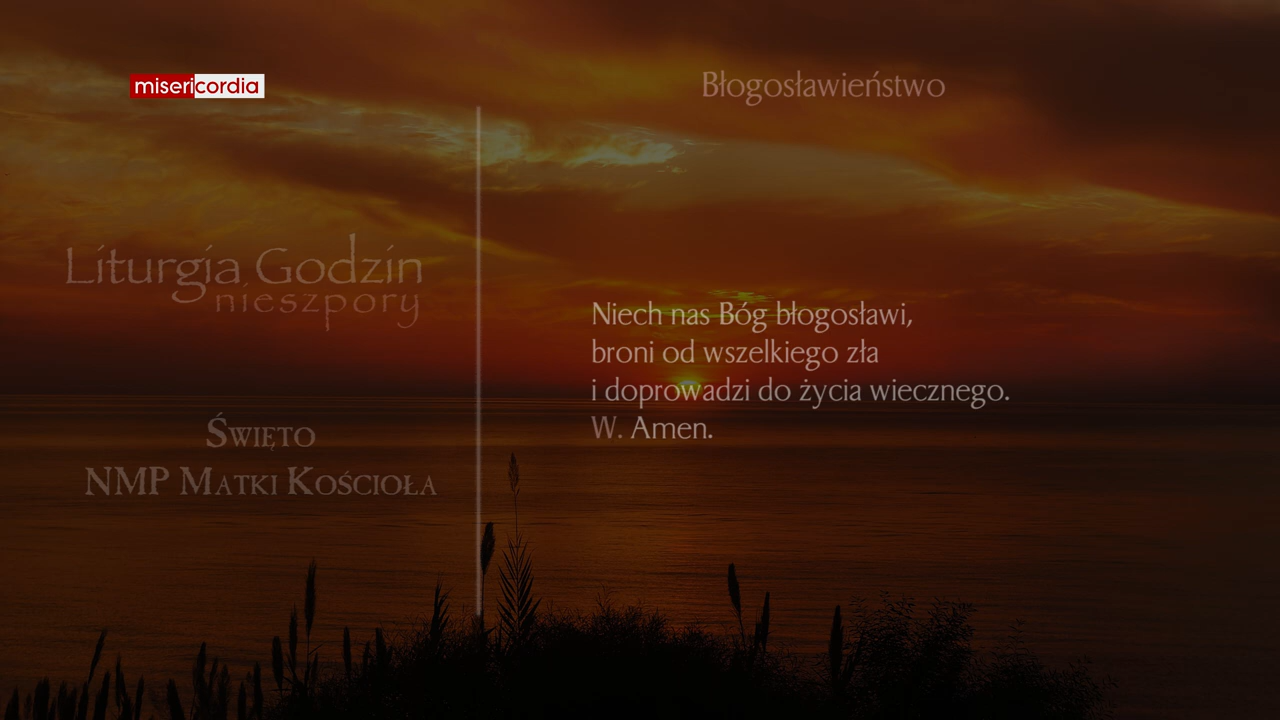 misericordia
Błogosławieństwo
Liturgia Godzin
nieszpory
Niech nas Bóg błogosławi,
broni od wszelkiego zła
i doprowadzi do życia wiecznego.
W. Amen.
Święto
NMP Matki Kościoła